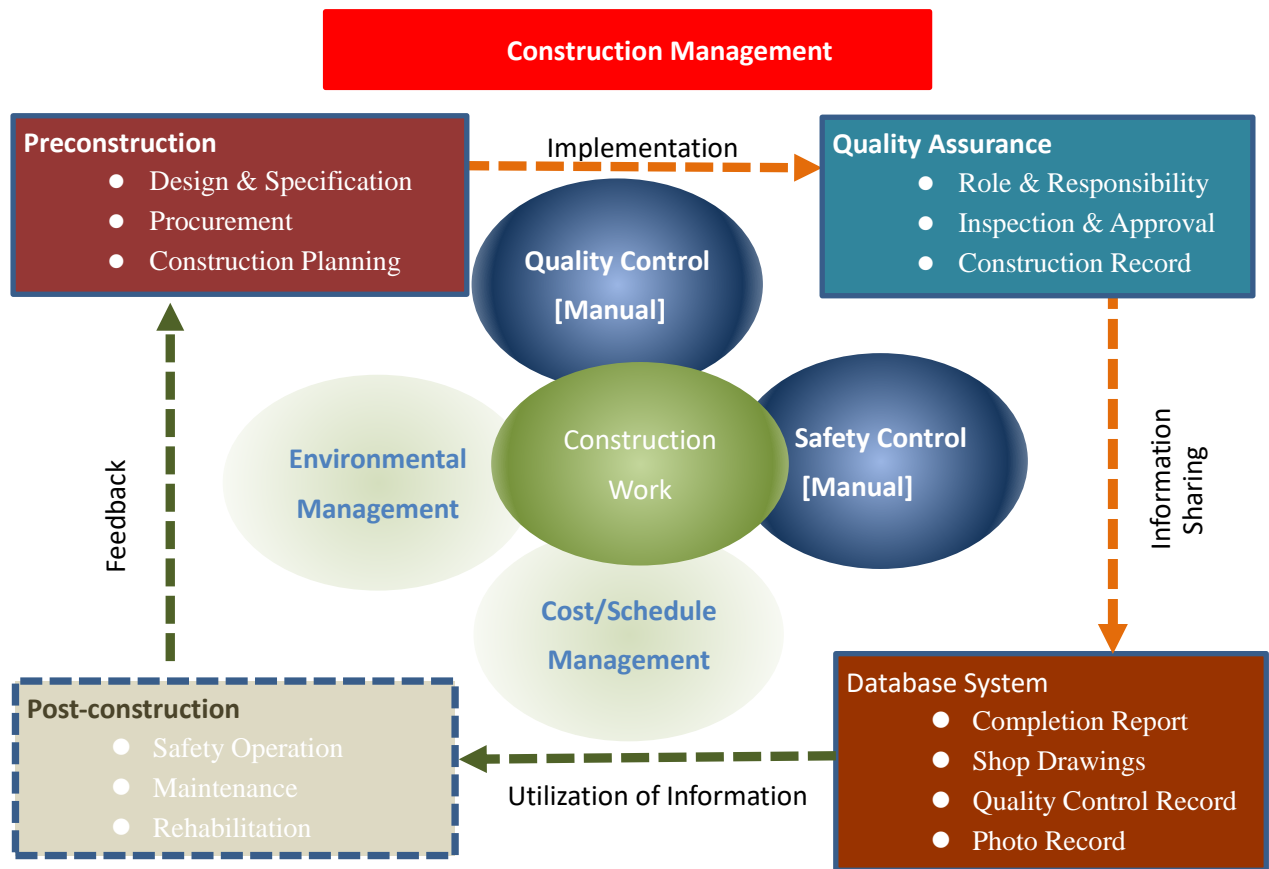 Construction Management
Preconstruction
● Design & Specification
● Procurement
● Construction Planning
Implementation
Quality Assurance
● Role & Responsibility
● Inspection & Approval
● Construction Record
Quality Control
[Manual]
Environmental
Management
Construction
Work
Safety Control
[Manual]
Cost/Schedule
Management
Feedback
Information
Sharing
Post-construction
● Safety Operation
● Maintenance
● Rehabilitation
Utilization of Information
Database System
● Completion Report
● Shop Drawings
● Quality Control Record
● Photo Record